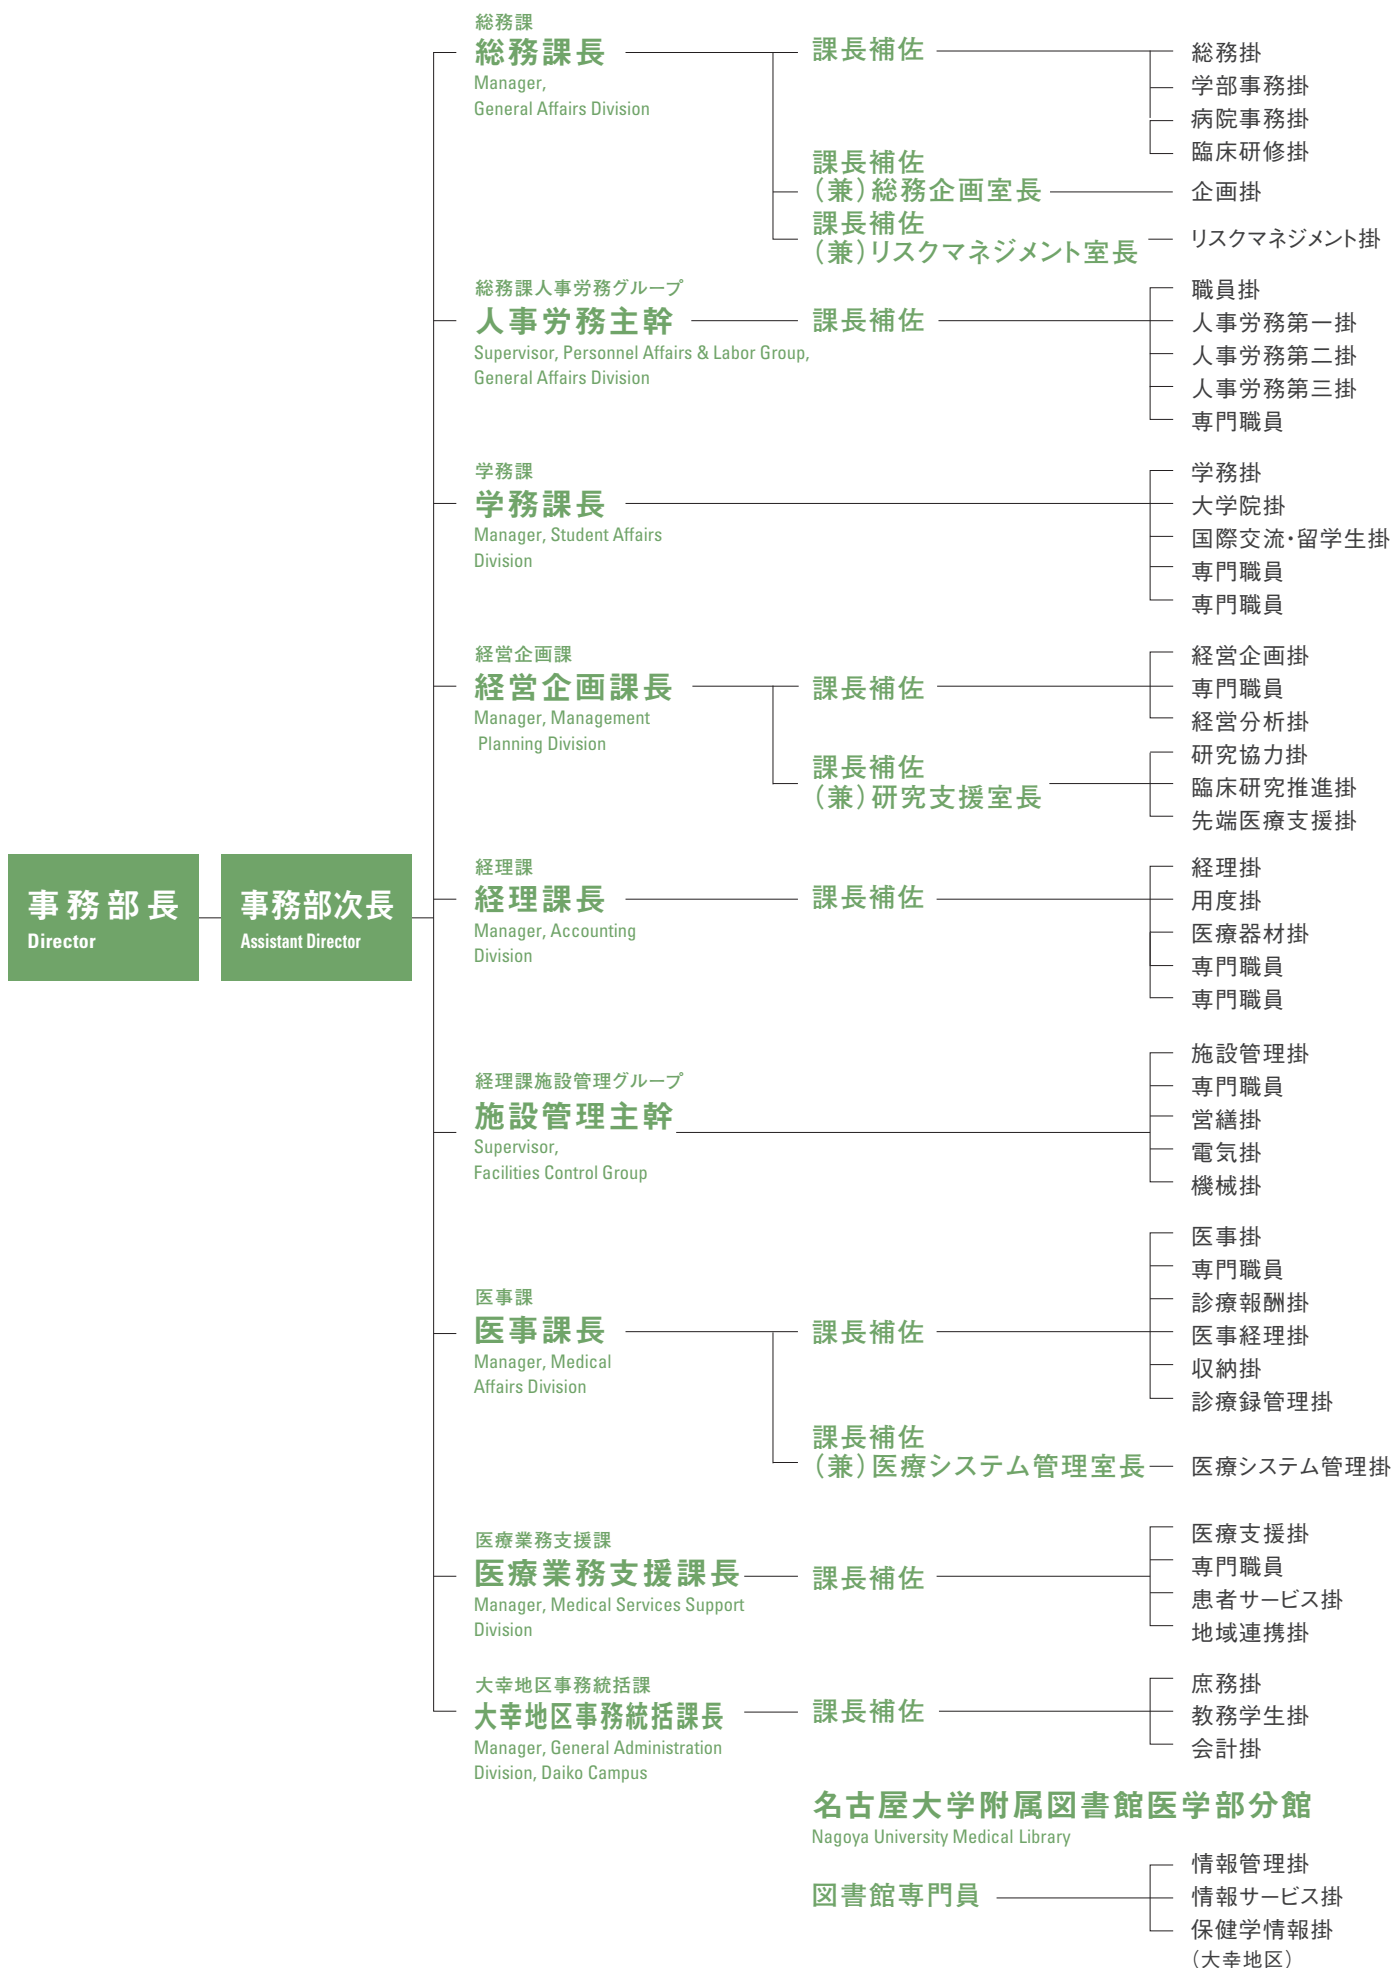 事務部長
Director
事務部次長
Assistant Director
総務課
総務課長
Manager,
General Affairs Division
課長補佐
総務掛
学部事務掛
病院事務掛
臨床研修掛
課長補佐
（兼）総務企画室長
企画掛
課長補佐
（兼）リスクマネジメント室長
リスクマネジメント掛
総務課人事労務グループ
人事労務主幹
Supervisor, Personnel Affairs & Labor Group,
General Affairs Division
課長補佐
職員掛
人事労務第一掛
人事労務第二掛
人事労務第三掛
専門職員
学務課
学務課長
Manager, Student Affairs
Division
学務掛
大学院掛
国際交流・留学生掛
専門職員
専門職員
経営企画課
経営企画課長
Manager, Management
Planning Division
課長補佐
経営企画掛
専門職員
経営分析掛
課長補佐
（兼）研究支援室長
研究協力掛
臨床研究推進掛
先端医療支援掛
経理課
経理課長
Manager, Accounting
Division
課長補佐
経理掛
用度掛
医療器材掛
専門職員
専門職員
経理課施設管理グループ
施設管理主幹
Supervisor,
Facilities Control Group
施設管理掛
専門職員
営繕掛
電気掛
機械掛
医事課
医事課長
Manager, Medical
Affairs Division
課長補佐
医事掛
専門職員
診療報酬掛
医事経理掛
収納掛
診療録管理掛
課長補佐
（兼）医療システム管理室長
医療システム管理掛
医療業務支援課
医療業務支援課長
Manager, Medical Services Support
Division
課長補佐
医療支援掛
専門職員
患者サービス掛
地域連携掛
大幸地区事務統括課
大幸地区事務統括課長
Manager, General Administration
Division, Daiko Campus
課長補佐
庶務掛
教務学生掛
会計掛
名古屋大学附属図書館医学部分館
Nagoya University Medical Library
図書館専門員
情報管理掛
情報サービス掛
保健学情報掛
（大幸地区）